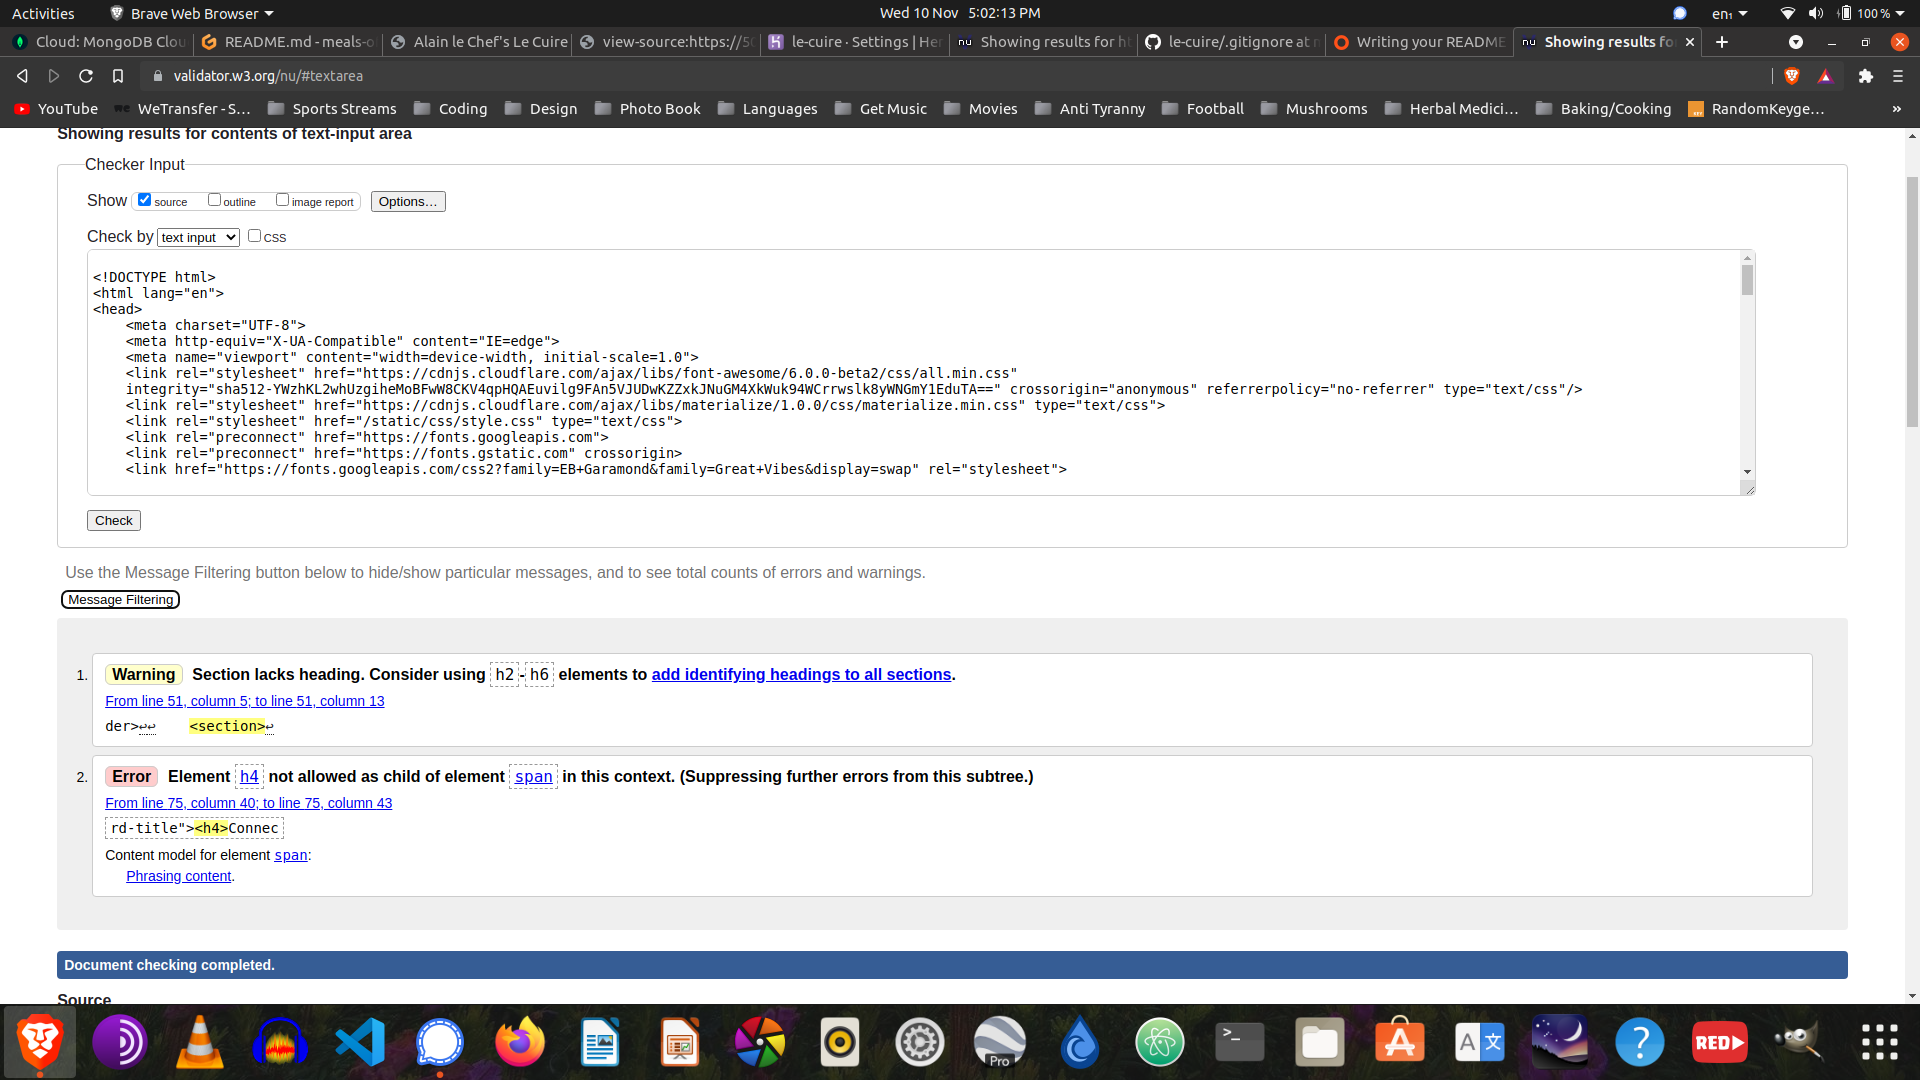 Activities
Brave Web Browser
Wed 10 Nov 5:02:13 PM
en₁
100 %
Cloud: MongoDB Clou
README.md - meals-o
Alain le Chef's Le Cuire
view-source:https://5
le-cuire · Settings | Her
Showing results for h
le-cuire/.gitignore at
Writing your README
Showing results fo
validator.w3.org/nu/#textarea
YouTube
WeTransfer - S…
Sports Streams
Coding
Design
Photo Book
Languages
Get Music
Movies
Anti Tyranny
Football
Mushrooms
Herbal Medici…
Baking/Cooking
RandomKeyge…
»
Showing results for contents of text-input area
Checker Input
Show source outline image report Options…
Check by text input CSS
<!DOCTYPE html>
<html lang="en">
<head>
<meta charset="UTF-8">
<meta http-equiv="X-UA-Compatible" content="IE=edge">
<meta name="viewport" content="width=device-width, initial-scale=1.0">
<link rel="stylesheet" href="https://cdnjs.cloudflare.com/ajax/libs/font-awesome/6.0.0-beta2/css/all.min.css"
integrity="sha512-YWzhKL2whUzgiheMoBFwW8CKV4qpHQAEuvilg9FAn5VJUDwKZZxkJNuGM4XkWuk94WCrrwslk8yWNGmY1EduTA==" crossorigin="anonymous" referrerpolicy="no-referrer" type="text/css"/>
<link rel="stylesheet" href="https://cdnjs.cloudflare.com/ajax/libs/materialize/1.0.0/css/materialize.min.css" type="text/css">
<link rel="stylesheet" href="/static/css/style.css" type="text/css">
<link rel="preconnect" href="https://fonts.googleapis.com">
<link rel="preconnect" href="https://fonts.gstatic.com" crossorigin>
<link href="https://fonts.googleapis.com/css2?family=EB+Garamond&family=Great+Vibes&display=swap" rel="stylesheet">
Check
Use the Message Filtering button below to hide/show particular messages, and to see total counts of errors and warnings.
Message Filtering
1. Warning Section lacks heading. Consider using h2-h6 elements to add identifying headings to all sections.
From line 51, column 5; to line 51, column 13
der>↩↩ <section>↩
2. Error Element h4 not allowed as child of element span in this context. (Suppressing further errors from this subtree.)
From line 75, column 40; to line 75, column 43
rd-title"><h4>Connec
Content model for element span:
Phrasing content.
Document checking completed.
Source
Pro
>_
A 文
?
RED